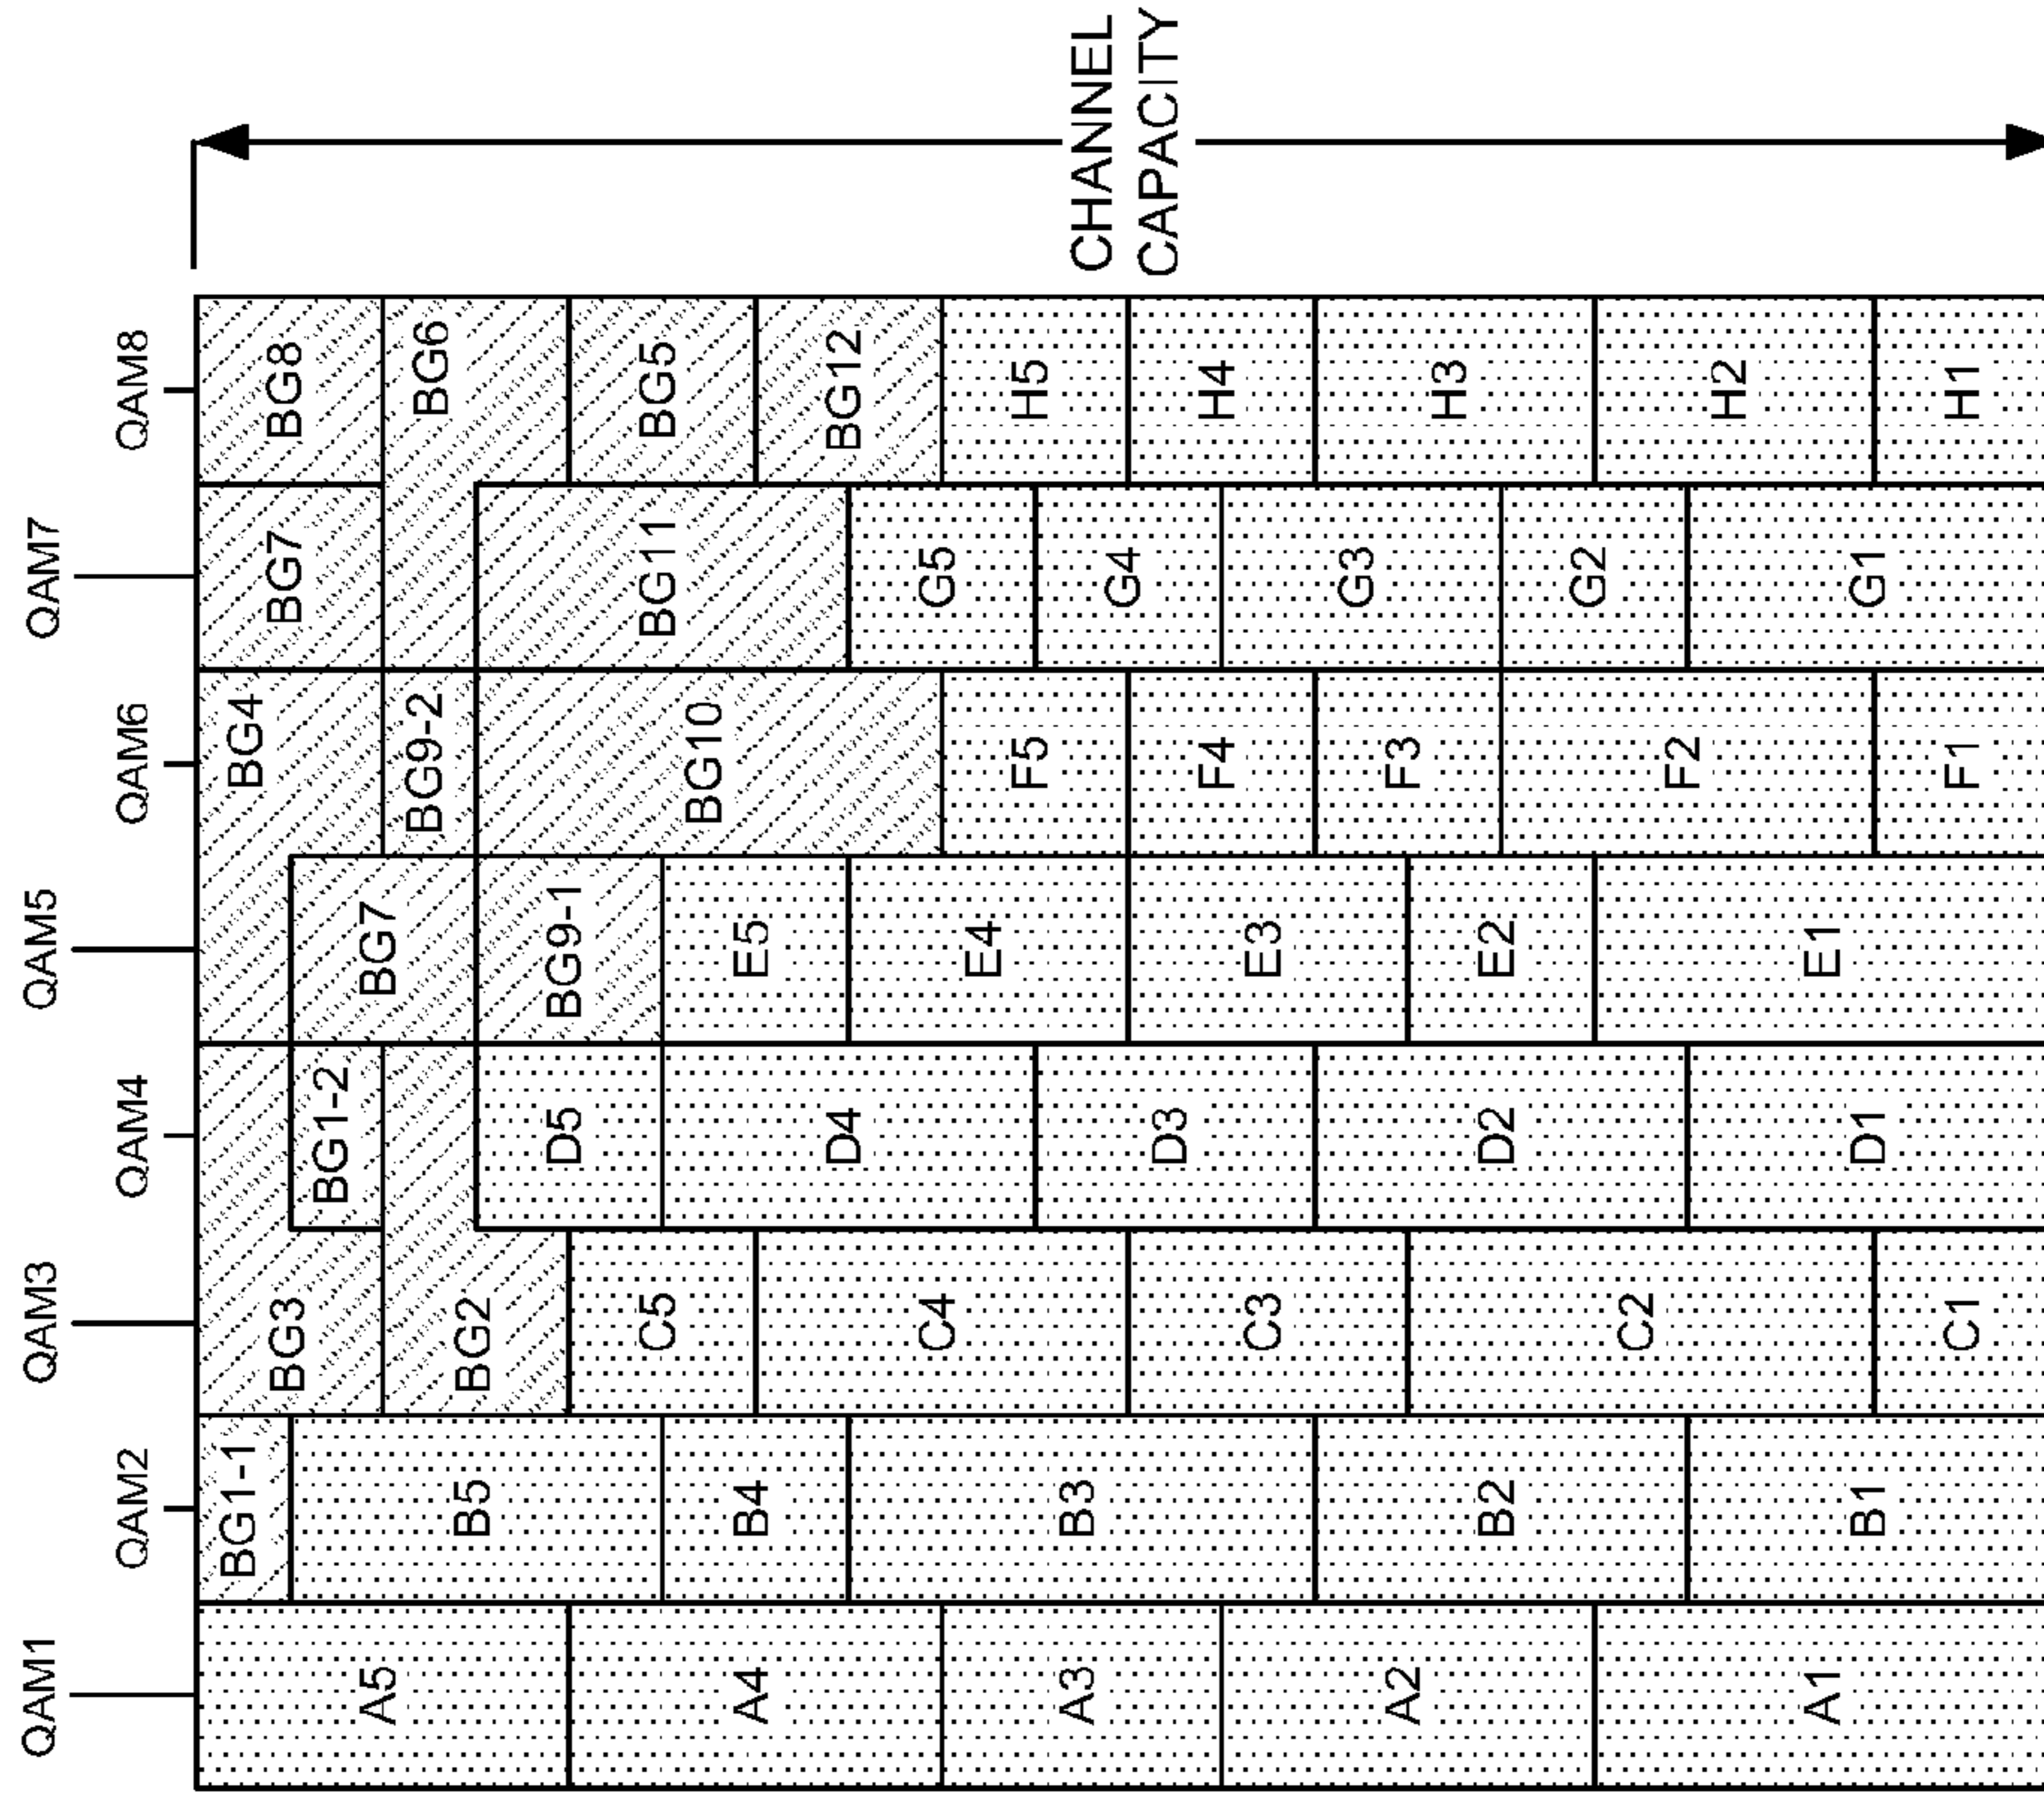 QAM1
QAM2
QAM3
QAM4
QAM5
QAM6
QAM7
QAM8
A5
A4
A3
A2
A1
BG1-1
B5
B4
B3
B2
B1
BG3
BG2
C5
C4
C3
C2
C1
BG1-2
D5
D4
D3
D2
D1
BG7
BG9-1
E5
E4
E3
E2
E1
BG4
BG9-2
BG10
F5
F4
F3
F2
F1
BG7
BG11
G5
G4
G3
G2
G1
BG8
BG6
BG5
BG12
H5
H4
H3
H2
H1
CHANNEL
CAPACITY